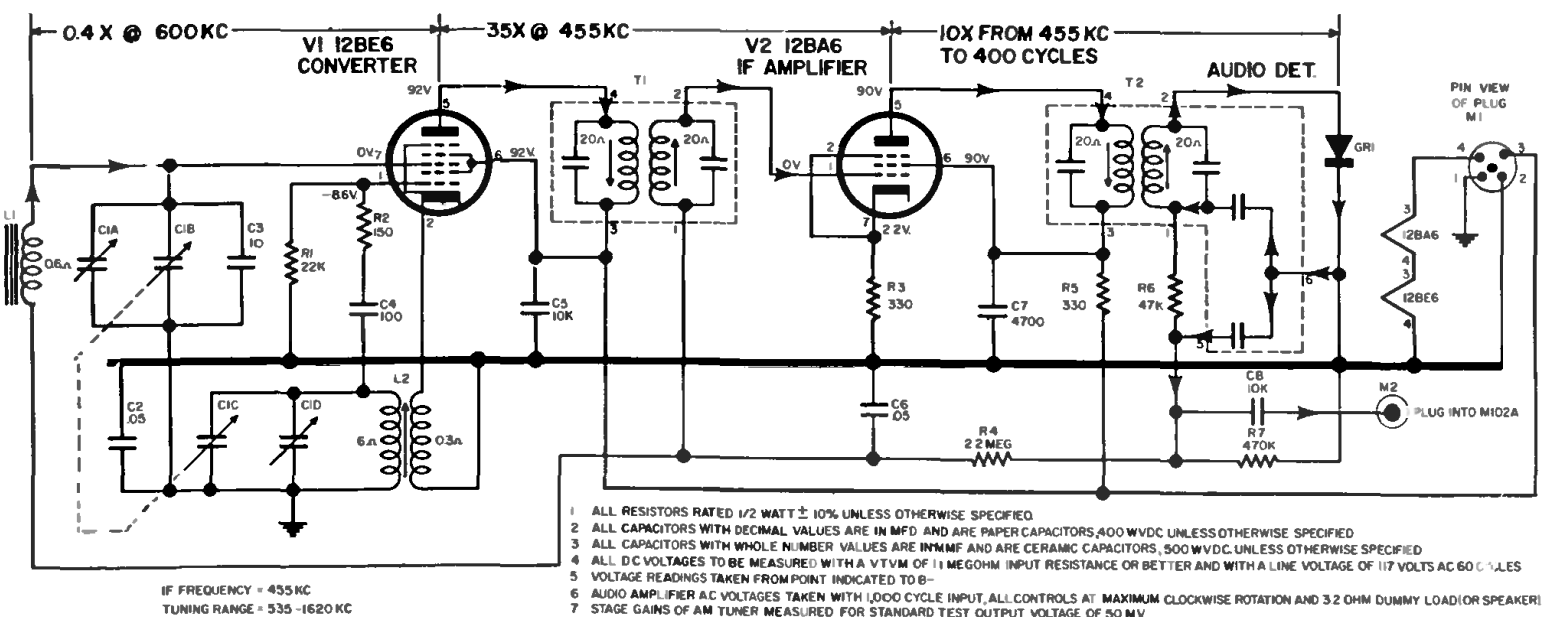 0.4 X @ 600KC
35X @ 455KC
10X FROM 455 KC
TO 400 CYCLES
V1 12BE6
CONVERTER
V2 12BA6
IF AMPLIFIER
AUDIO DET.
PIN VIEW
OF PLUG
M1
92V
5
T1
4
2
90V
5
T2
4
2
0V
7
1
6
92V.
20Ω
20Ω
0V
2
1
6
90V
20Ω
20Ω
GR1
4
3
1
2
-8.6V.
L1
0.6Ω
C1A
C1B
C3
10
R1
22K
R2
150
2
3
1
7
2.2V.
3
1
6
3
12BA6
4
3
12BE6
4
C4
100
C5
10K
R3
330
C7
4700
R5
330
R6
47K
5
C2
.05
C1C
C1D
L2
6Ω
0.3Ω
C6
.05
R4
2.2 MEG
C8
10K
R7
470K
M2
PLUG INTO M102A
1 ALL RESISTORS RATED 1/2 WATT ± 10% UNLESS OTHERWISE SPECIFIED
2 ALL CAPACITORS WITH DECIMAL VALUES ARE IN MFD AND ARE PAPER CAPACITORS, 400 WVDC UNLESS OTHERWISE SPECIFIED
3 ALL CAPACITORS WITH WHOLE NUMBER VALUES ARE IN MMF AND ARE CERAMIC CAPACITORS, 500 WVDC. UNLESS OTHERWISE SPECIFIED
4 ALL DC VOLTAGES TO BE MEASURED WITH A VTVM OF 11 MEGOHM INPUT RESISTANCE OR BETTER AND WITH A LINE VOLTAGE OF 117 VOLTS AC 60 CYCLES
5 VOLTAGE READINGS TAKEN FROM POINT INDICATED TO B-
6 AUDIO AMPLIFIER AC VOLTAGES TAKEN WITH 1,000 CYCLE INPUT, ALL CONTROLS AT MAXIMUM CLOCKWISE ROTATION AND 3.2 OHM DUMMY LOAD (OR SPEAKER)
7 STAGE GAINS OF AM TUNER MEASURED FOR STANDARD TEST OUTPUT VOLTAGE OF 50 MV
IF FREQUENCY = 455KC
TUNING RANGE = 535 -1620 KC